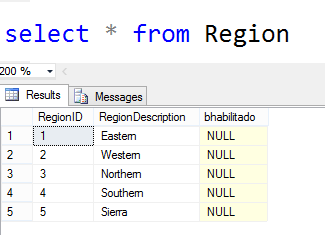 select * from Region
200 %
Results Messages
RegionID RegionDescription bhabilitado
1 1 Eastern NULL
2 2 Western NULL
3 3 Northern NULL
4 4 Southern NULL
5 5 Sierra NULL